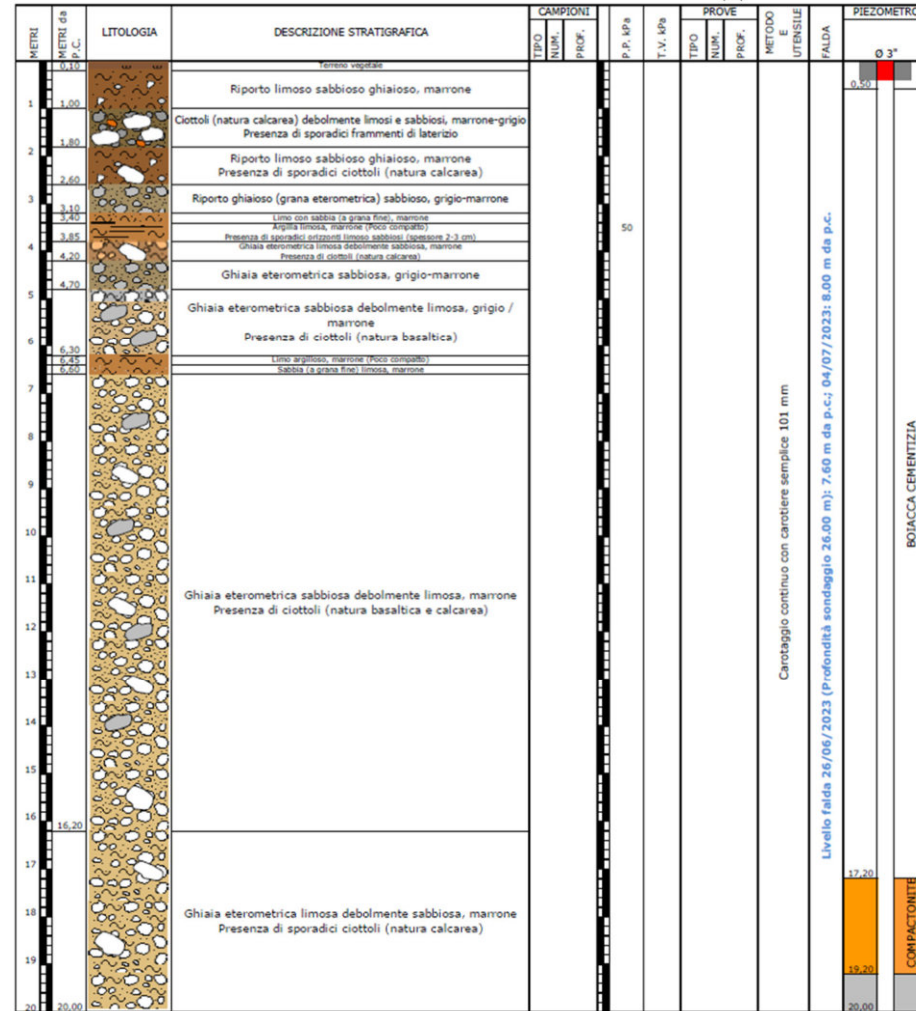 METRI
METRI da P.C.
LITOLOGIA
DESCRIZIONE STRATIGRAFICA
CAMPIONI
TIPO
NUM.
PROF.
P.P. kPa
T.V. kPa
PROVE
TIPO
NUM.
PROF.
METODO E UTENSILE
FALDA
PIEZOMETRO
Ø 3"
0,10
Terreno vegetale
0,50
Riporto limoso sabbioso ghiaioso, marrone
1
1,00
Ciottoli (natura calcarea) debolmente limosi e sabbiosi, marrone-grigio
Presenza di sporadici frammenti di laterizio
1,80
2
Riporto limoso sabbioso ghiaioso, marrone
Presenza di sporadici ciottoli (natura calcarea)
2,60
3
Riporto ghiaioso (grana eterometrica) sabbioso, grigio-marrone
3,10
Limo con sabbia (a grana fine), marrone
3,40
Argilla limosa, marrone (Poco compatto)
Presenza di sporadici orizzonti limoso sabbiosi (spessore 2-3 cm)
50
3,85
4
Ghiaia eterometrica limosa debolmente sabbiosa, marrone
Presenza di ciottoli (natura calcarea)
4,20
Ghiaia eterometrica sabbiosa, grigio-marrone
4,70
5
Ghiaia eterometrica sabbiosa debolmente limosa, grigio /
marrone
Presenza di ciottoli (natura basaltica)
6
6,30
Limo argilloso, marrone (Poco compatto)
6,45
Sabbia (a grana fine) limosa, marrone
6,60
7
8
9
10
11
Ghiaia eterometrica sabbiosa debolmente limosa, marrone
Presenza di ciottoli (natura basaltica e calcarea)
12
13
14
15
16
16,20
17
18
Ghiaia eterometrica limosa debolmente sabbiosa, marrone
Presenza di sporadici ciottoli (natura calcarea)
19
20
20,00
Carotaggio continuo con carotiere semplice 101 mm
Livello falda 26/06/2023 (Profondità sondaggio 26.00 m): 7.60 m da p.c.; 04/07/2023: 8.00 m da p.c.
BOIACCA CEMENTIZIA
17,20
COMPACTONITE
19,20
20,00